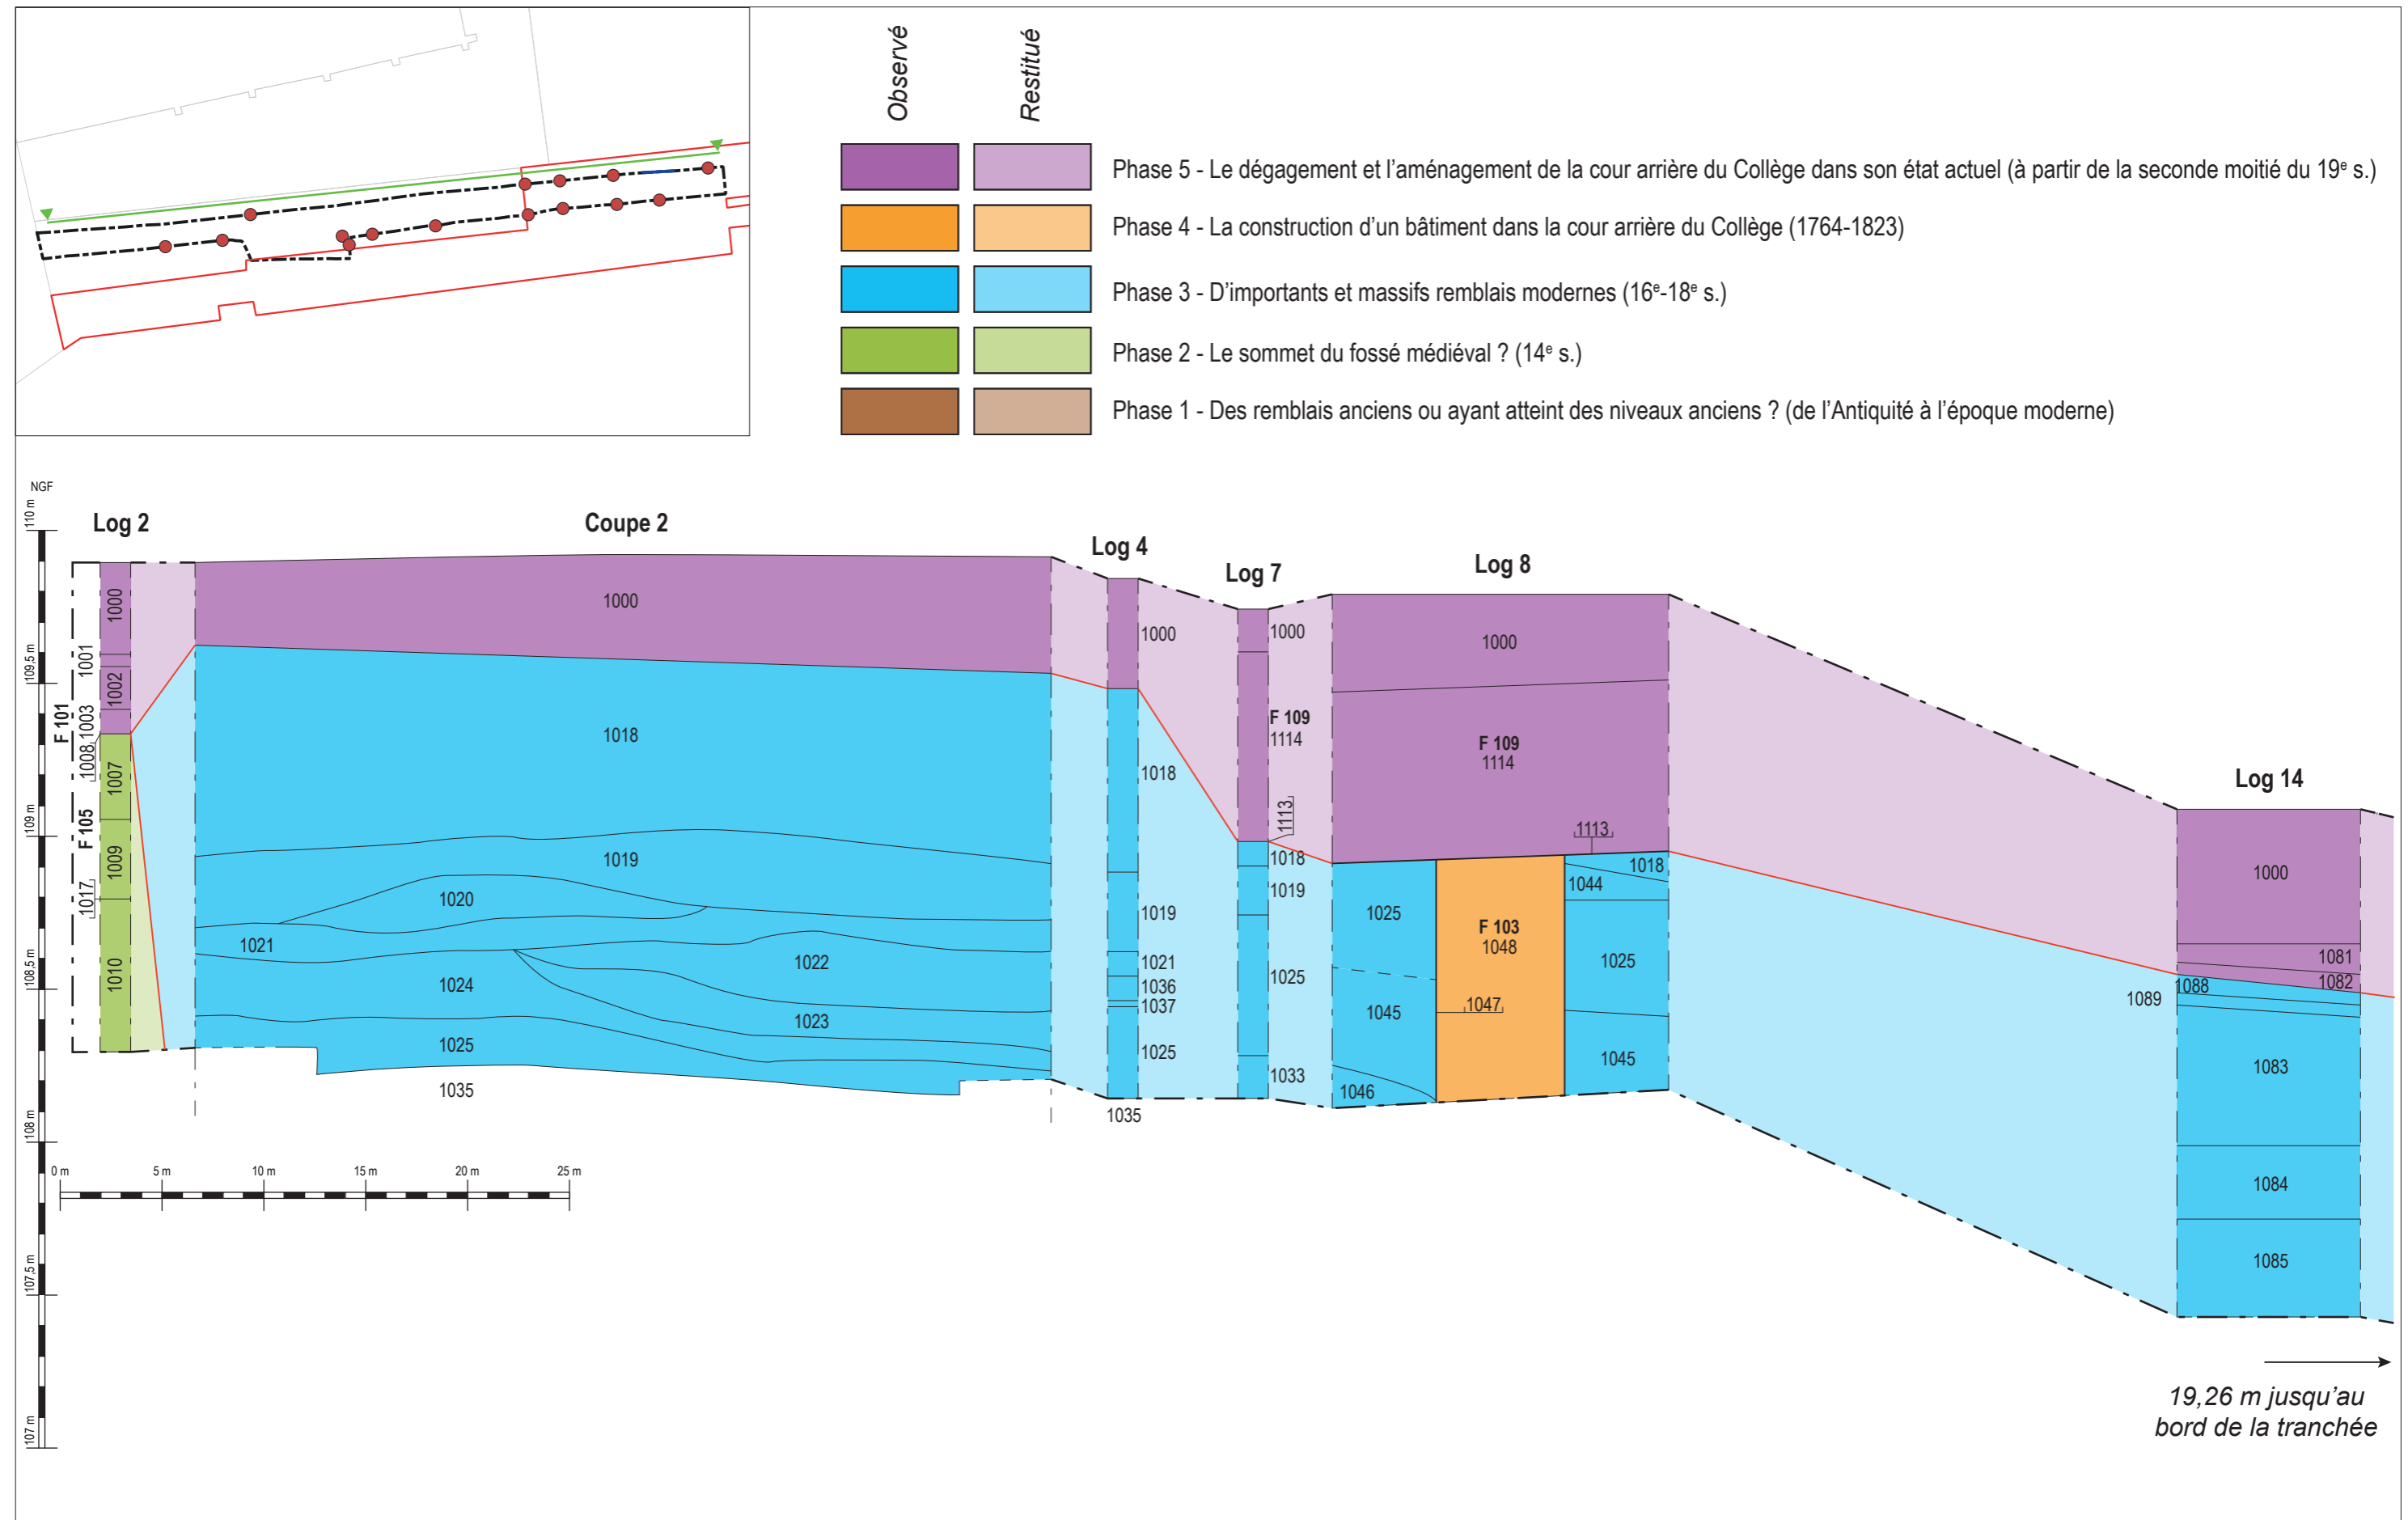 Observé
Restitué
Phase 5 - Le dégagement et l'aménagement de la cour arrière du Collège dans son état actuel (à partir de la seconde moitié du 19e s.)
Phase 4 - La construction d'un bâtiment dans la cour arrière du Collège (1764-1823)
Phase 3 - D'importants et massifs remblais modernes (16e-18e s.)
Phase 2 - Le sommet du fossé médiéval ? (14e s.)
Phase 1 - Des remblais anciens ou ayant atteint des niveaux anciens ? (de l'Antiquité à l'époque moderne)
NGF
110 m
109,5 m
109 m
108,5 m
108 m
107,5 m
107 m
Log 2
F 101
F 105
1001
1003
1008
1017
1000
1002
1007
1009
1010
Coupe 2
1000
1018
1019
1020
1021
1022
1024
1023
1025
1035
Log 4
1000
1018
1019
1021
1036
1037
1025
1035
Log 7
1000
F 109
1114
1113
1018
1019
1025
1033
Log 8
1000
F 109
1114
1113
1018
1044
1025
F 103
1048
1025
1047
1045
1045
1046
Log 14
1000
1081
1082
1088
1089
1083
1084
1085
0 m
5 m
10 m
15 m
20 m
25 m
19,26 m jusqu'au
bord de la tranchée